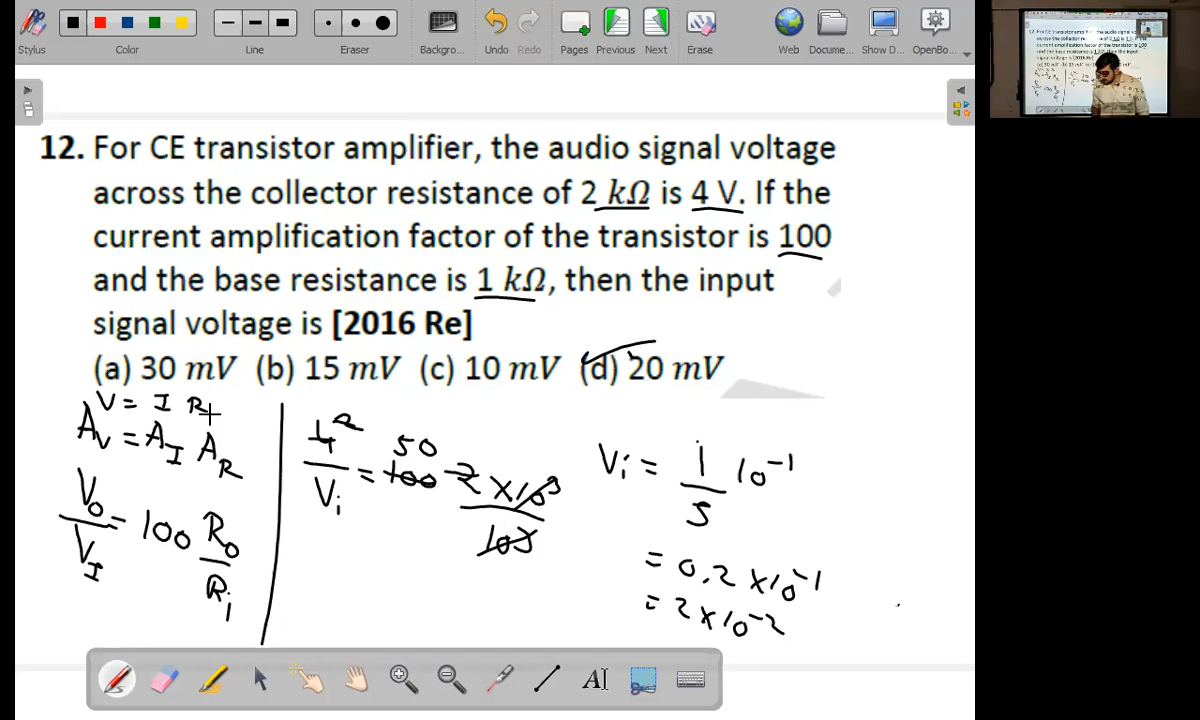 Stylus Color Line Eraser Backgro... Undo Redo Pages Previous Next Erase Web Docume... Show D... OpenBo...
12. For CE transistor amplifier, the audio signal voltage
across the collector resistance of 2 kΩ is 4 V. If the
current amplification factor of the transistor is 100
and the base resistance is 1 kΩ, then the input
signal voltage is [2016 Re]
(a) 30 mV (b) 15 mV (c) 10 mV (d) 20 mV
V = I R
A_V = A_I A_R
V_o/V_I = 100 R_o/R_i
4 2/V_i = 100 50 2 × 10³/10³
V_i = 1/5 10⁻¹
= 0.2 × 10⁻¹
= 2 × 10⁻²
AI